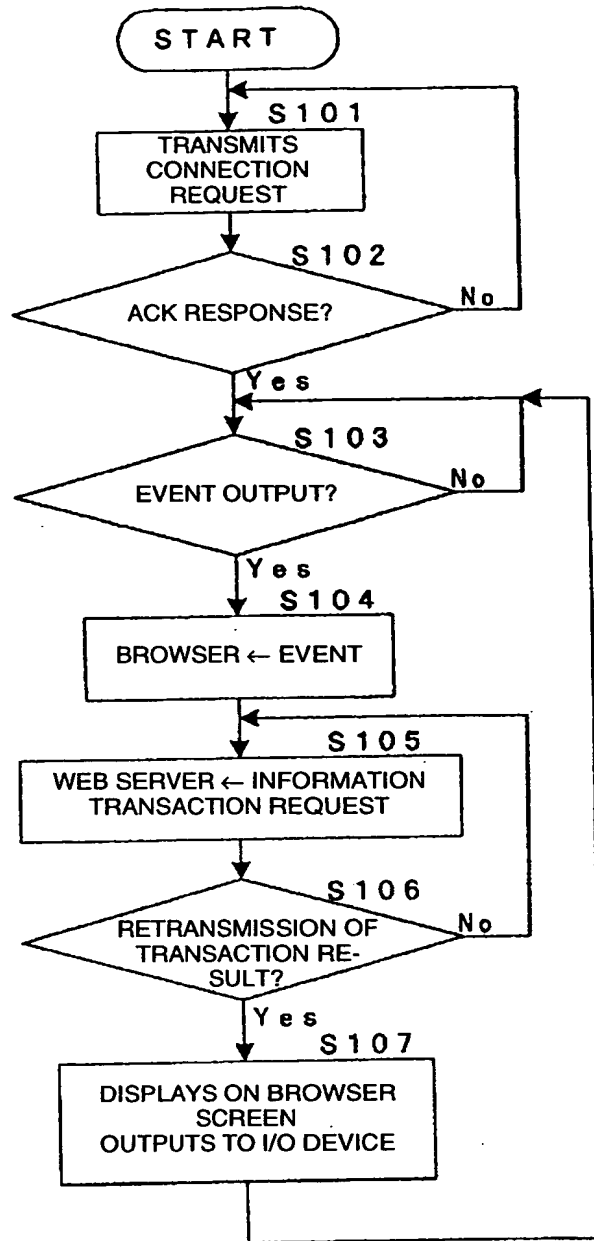 START
S101
TRANSMITS
CONNECTION
REQUEST
S102
ACK RESPONSE?
No
Yes
S103
EVENT OUTPUT?
No
Yes
S104
BROWSER ← EVENT
S105
WEB SERVER ← INFORMATION
TRANSACTION REQUEST
S106
RETRANSMISSION OF
TRANSACTION RE-
SULT?
No
Yes
S107
DISPLAYS ON BROWSER
SCREEN
OUTPUTS TO I/O DEVICE